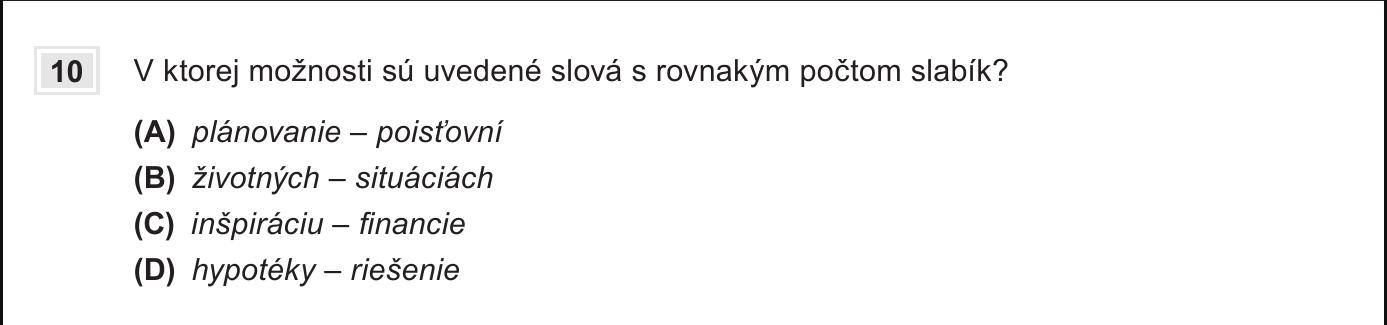 10 V ktorej možnosti sú uvedené slová s rovnakým počtom slabík?
(A) plánovanie – poisťovní
(B) životných – situáciách
(C) inšpiráciu – financie
(D) hypotéky – riešenie